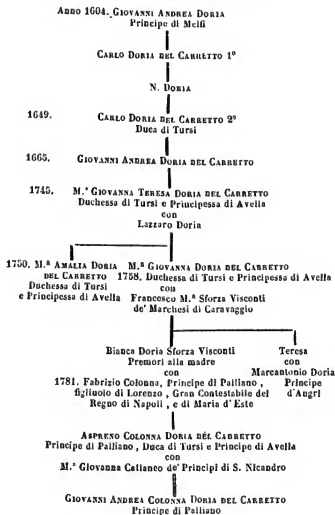 Anno 1604. GIOVANNI ANDREA DORIA
Principe di Melfi
CARLO DORIA DEL CARRETTO 1º
N. DORIA
1649. CARLO DORIA DEL CARRETTO 2º
Duca di Tursi
1665. GIOVANNI ANDREA DORIA DEL CARRETTO
1745. M.ª GIOVANNA TERESA DORIA DEL CARRETTO
Duchessa di Tursi e Principessa di Avella
con
Lazzaro Doria
1750. M.ª AMALIA DORIA
DEL CARRETTO
Duchessa di Tursi
e Principessa di Avella
M.ª GIOVANNA DORIA DEL CARRETTO
1758. Duchessa di Tursi e Principessa di Avella
con
Francesco M.ª Sforza Visconti
de' Marchesi di Caravaggio
Bianca Doria Sforza Visconti
Premorì alla madre
con
1781. Fabrizio Colonna, Principe di Palliano,
figliuolo di Lorenzo, Gran Contestabile del
Regno di Napoli, e di Maria d'Este
Teresa
con
Marcantonio Doria
Principe
d'Angri
ASPRENO COLONNA DORIA DEL CARRETTO
Principe di Palliano, Duca di Tursi e Principe di Avella
con
M.ª Giovanna Cattaneo de' Principi di S. Nicandro
GIOVANNI ANDREA COLONNA DORIA DEL CARRETTO
Principe di Palliano